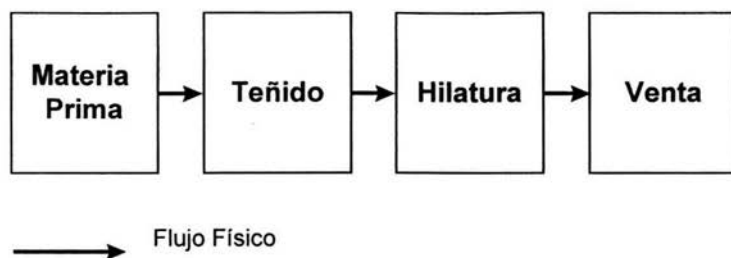 Materia
Prima
Teñido
Hilatura
Venta
Flujo Físico